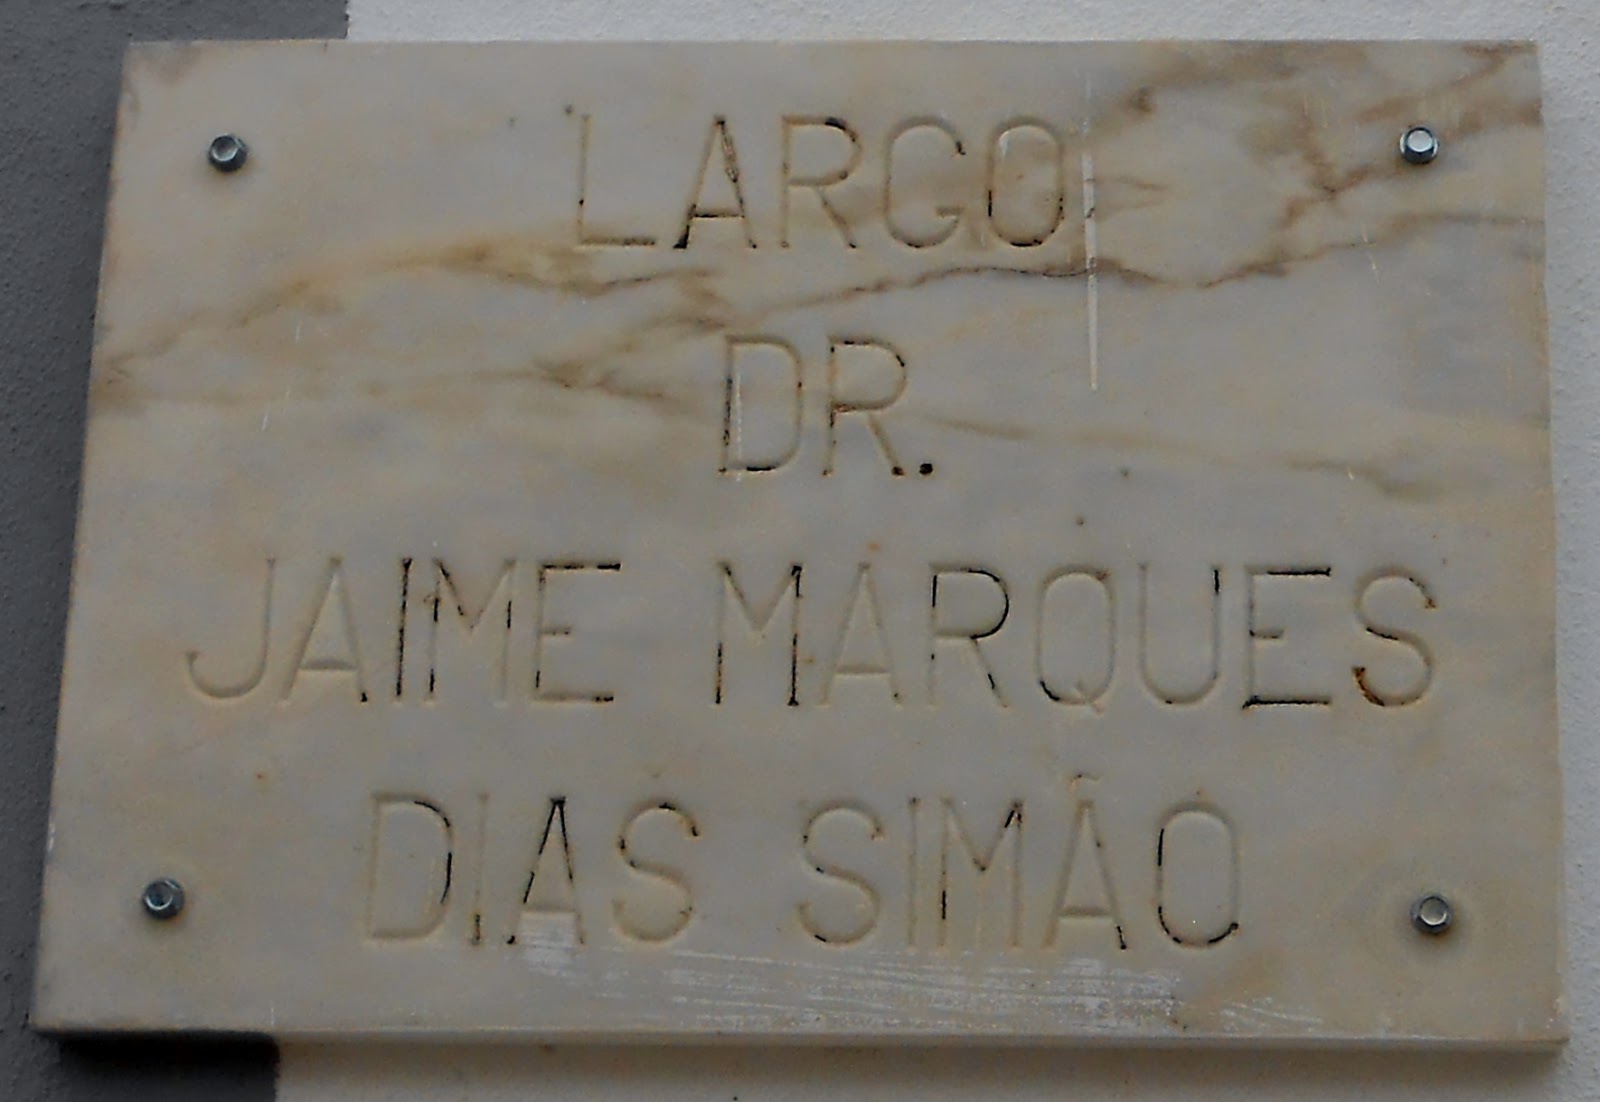 LARGO
DR.
JAIME MARQUES
DIAS SIMÃO